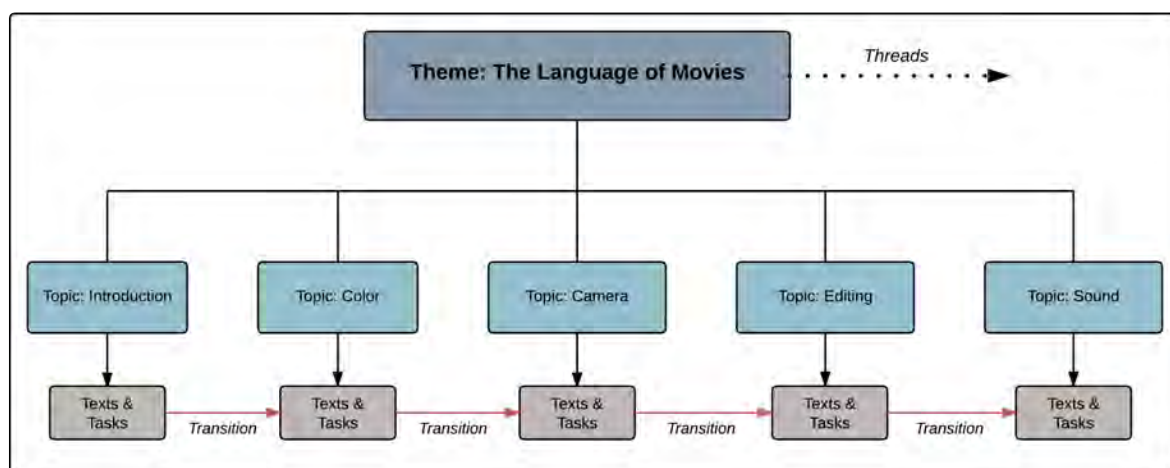 Theme: The Language of Movies
Threads
Topic: Introduction
Topic: Color
Topic: Camera
Topic: Editing
Topic: Sound
Texts &
Tasks
Transition
Texts &
Tasks
Transition
Texts &
Tasks
Transition
Texts &
Tasks
Transition
Texts &
Tasks